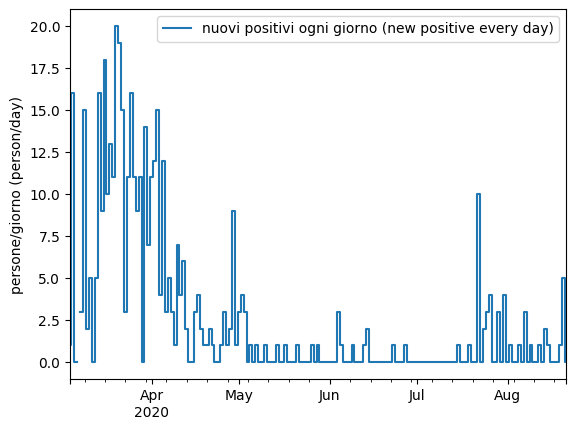 nuovi positivi ogni giorno (new positive every day)
persone/giorno (person/day)
20.0
17.5
15.0
12.5
10.0
7.5
5.0
2.5
0.0
Apr
2020
May
Jun
Jul
Aug